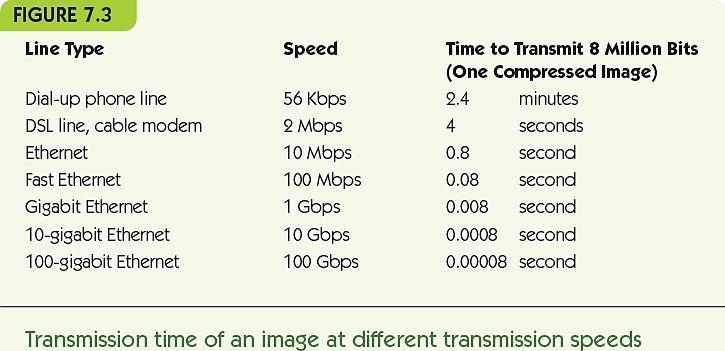 FIGURE 7.3
Line Type Speed Time to Transmit 8 Million Bits
(One Compressed Image)
Dial-up phone line 56 Kbps 2.4 minutes
DSL line, cable modem 2 Mbps 4 seconds
Ethernet 10 Mbps 0.8 second
Fast Ethernet 100 Mbps 0.08 second
Gigabit Ethernet 1 Gbps 0.008 second
10-gigabit Ethernet 10 Gbps 0.0008 second
100-gigabit Ethernet 100 Gbps 0.00008 second
Transmission time of an image at different transmission speeds